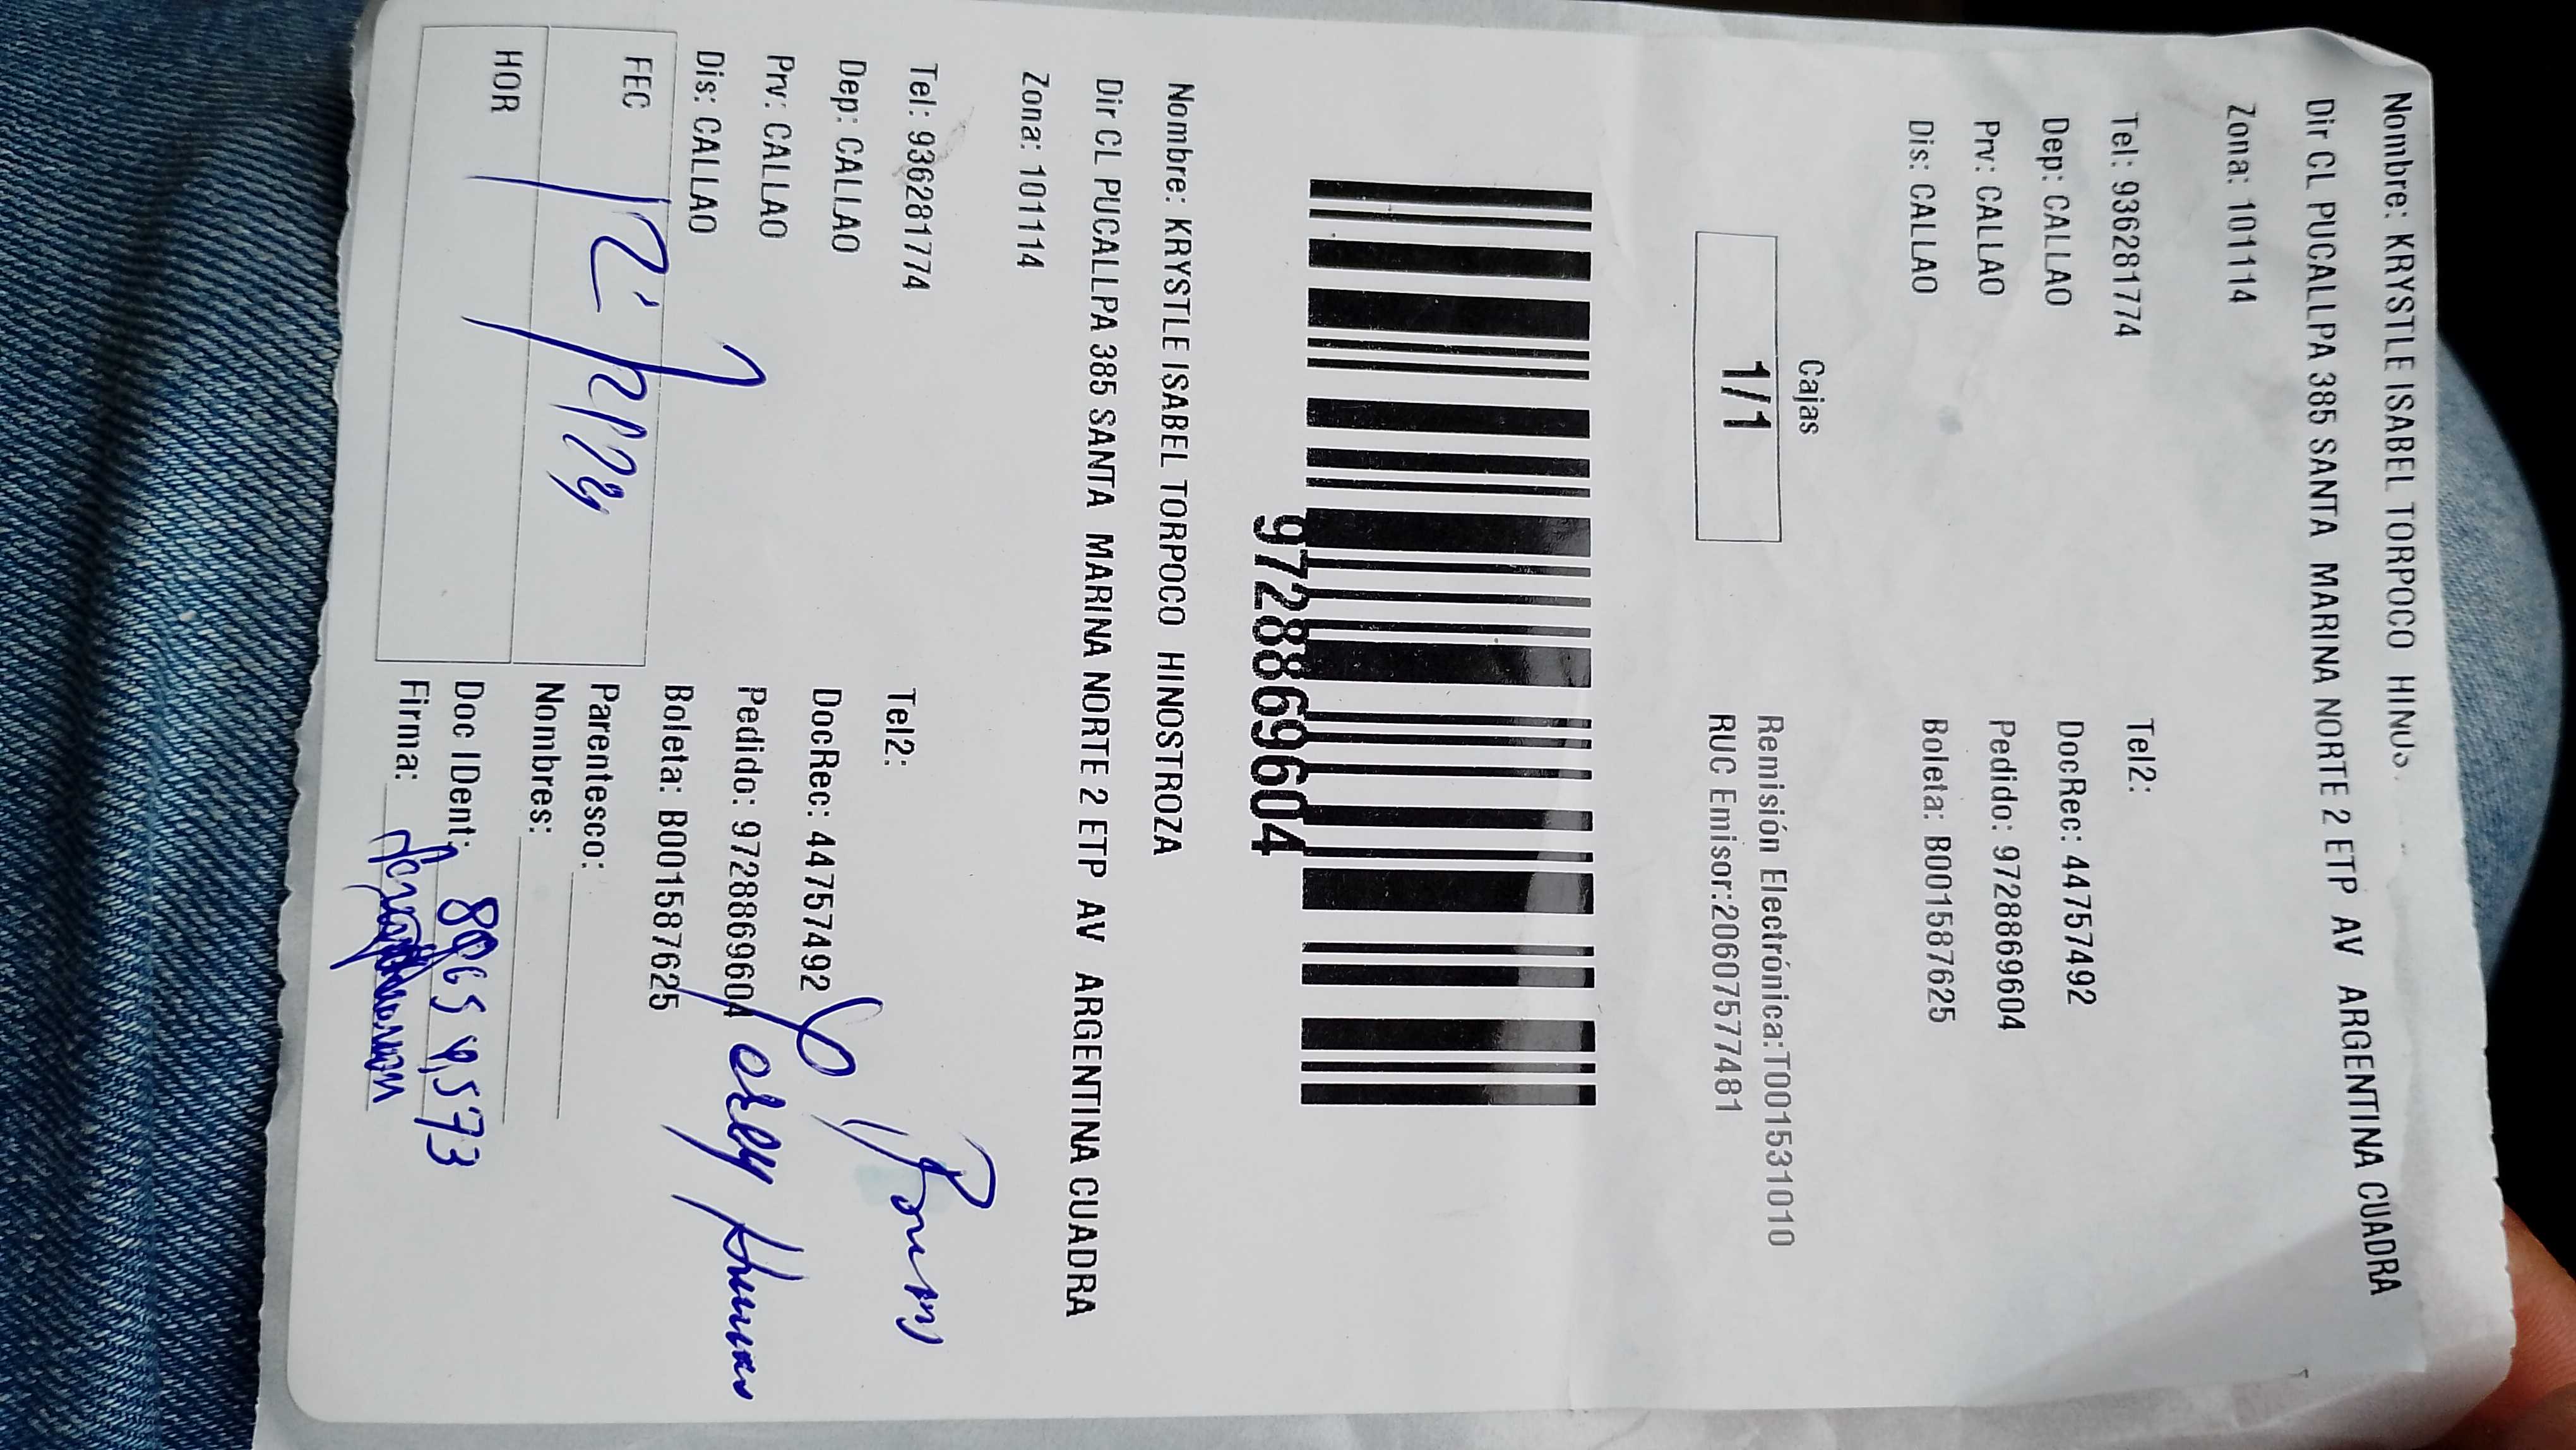 Nombre: KRYSTLE ISABEL TORPOCO HINOS
Dir CL PUCALLPA 385 SANTA MARINA NORTE 2 ETP AV ARGENTINA CUADRA
Zona: 101114
Tel: 936281774 Tel2:
Dep: CALLAO DocRec: 44757492
Prv: CALLAO Pedido: 9728869604
Dis: CALLAO Boleta: B001587625
Cajas
1/1
Remisión Electrónica:T001531010
RUC Emisor:20607577481
9728869604
Nombre: KRYSTLE ISABEL TORPOCO HINOSTROZA
Dir CL PUCALLPA 385 SANTA MARINA NORTE 2 ETP AV ARGENTINA CUADRA
Zona: 101114
Tel: 936281774 Tel2:
Dep: CALLAO DocRec: 44757492
Prv: CALLAO Pedido: 9728869604
Dis: CALLAO Boleta: B001587625
FEC
HOR
Parentesco:
Nombres:
Doc IDent:
Firma: